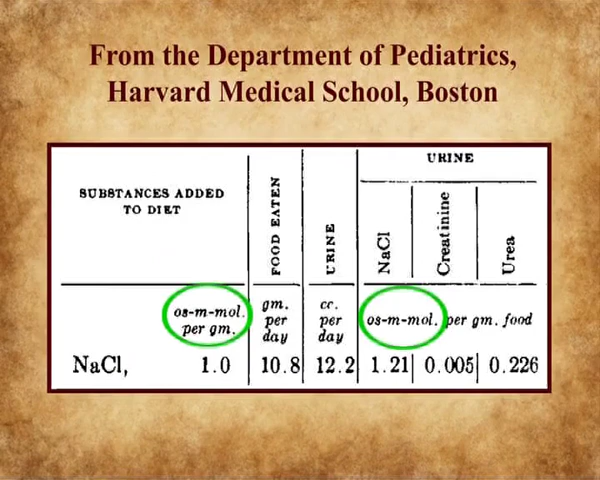 From the Department of Pediatrics,
Harvard Medical School, Boston
SUBSTANCES ADDED
TO DIET
FOOD EATEN
URINE
URINE
NaCl
Creatinine
Urea
os-m-mol.
per gm.
gm.
per
day
cc.
per
day
os-m-mol. per gm. food
NaCl, 1.0 10.8 12.2 1.21 0.005 0.226